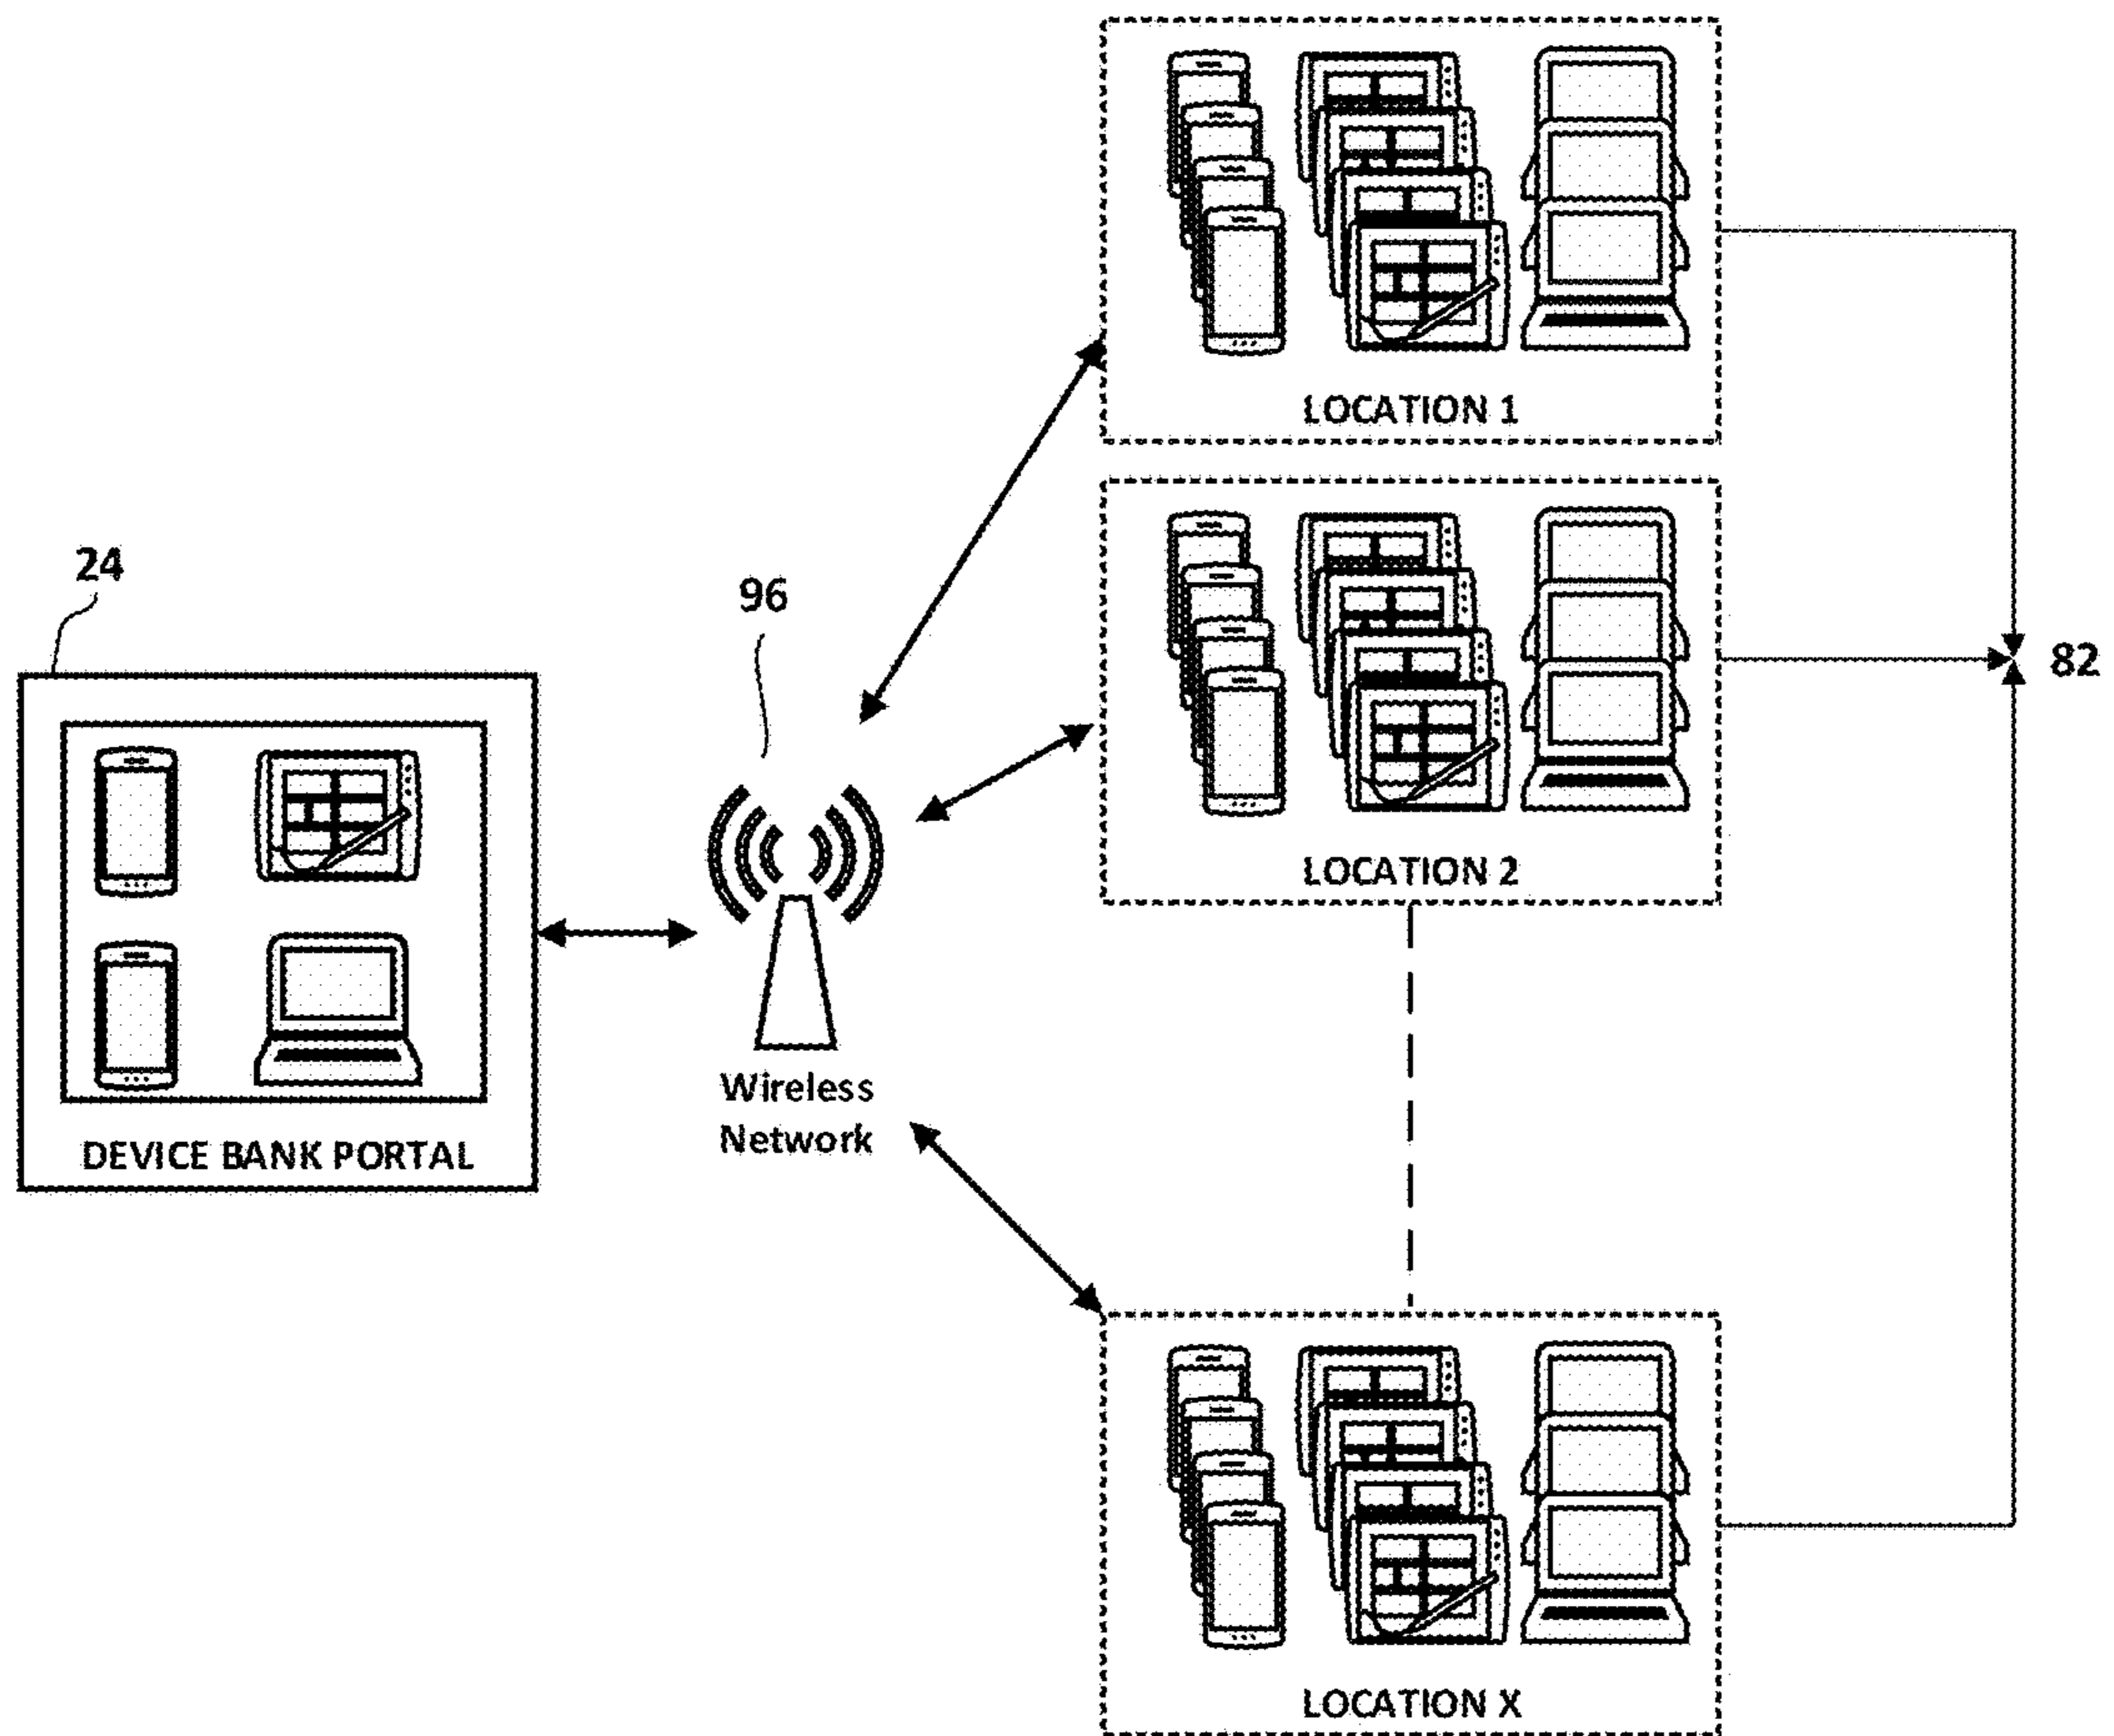 LOCATION 1
24
96
82
LOCATION 2
Wireless
Network
DEVICE BANK PORTAL
LOCATION X